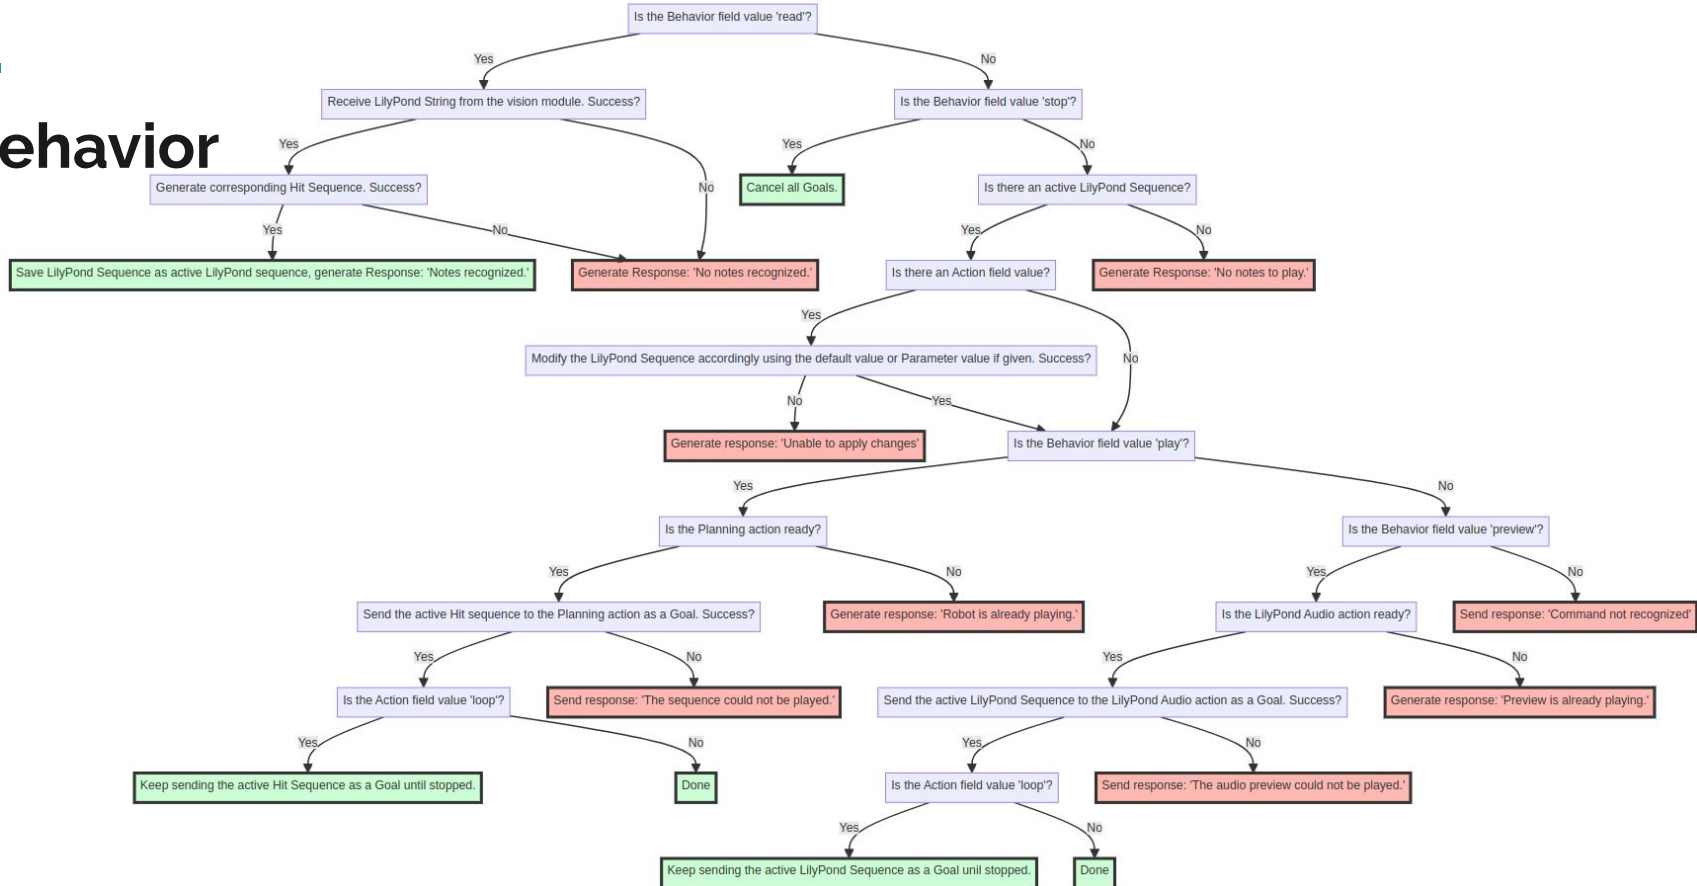 Is the Behavior field value 'read'?
Yes
No
Receive LilyPond String from the vision module. Success?
Is the Behavior field value 'stop'?
ehavior
Yes
No
Yes
No
Generate corresponding Hit Sequence. Success?
Cancel all Goals.
Is there an active LilyPond Sequence?
Yes
No
Yes
No
Save LilyPond Sequence as active LilyPond sequence, generate Response: 'Notes recognized.'
Generate Response: 'No notes recognized.'
Is there an Action field value?
Generate Response: 'No notes to play.'
Yes
No
Modify the LilyPond Sequence accordingly using the default value or Parameter value if given. Success?
No
Yes
Generate response: 'Unable to apply changes'
Is the Behavior field value 'play'?
Yes
No
Is the Planning action ready?
Is the Behavior field value 'preview'?
Yes
No
Yes
No
Send the active Hit sequence to the Planning action as a Goal. Success?
Generate response: 'Robot is already playing.'
Is the LilyPond Audio action ready?
Send response: 'Command not recognized'
Yes
No
Yes
No
Is the Action field value 'loop'?
Send response: 'The sequence could not be played.'
Send the active LilyPond Sequence to the LilyPond Audio action as a Goal. Success?
Generate response: 'Preview is already playing.'
Yes
No
Yes
No
Keep sending the active Hit Sequence as a Goal until stopped.
Done
Is the Action field value 'loop'?
Send response: 'The audio preview could not be played.'
Yes
No
Keep sending the active LilyPond Sequence as a Goal unil stopped.
Done